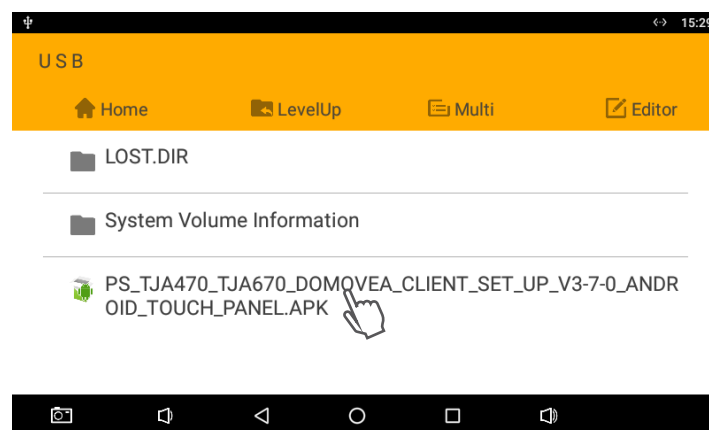 15:29
USB
Home LevelUp Multi Editor
LOST.DIR
System Volume Information
PS_TJA470_TJA670_DOMOVEA_CLIENT_SET_UP_V3-7-0_ANDR
OID_TOUCH_PANEL.APK